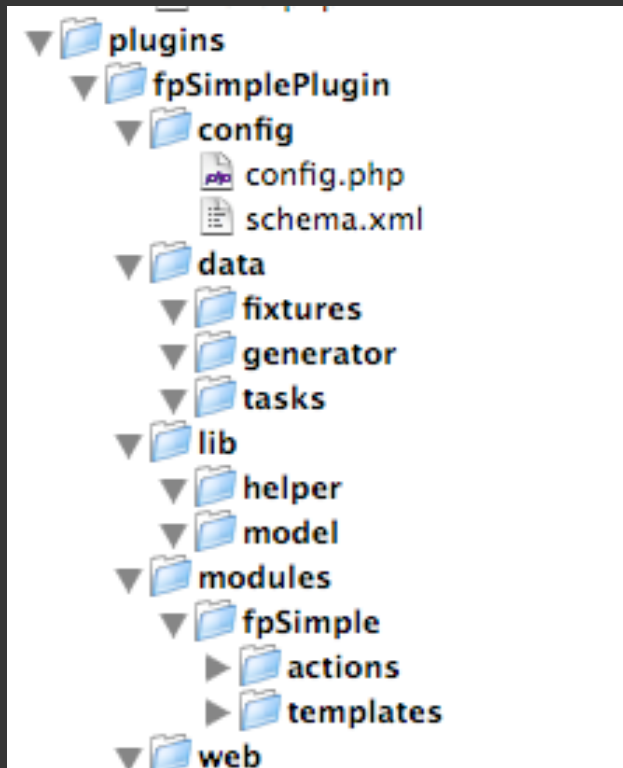 plugins
fpSimplePlugin
config
config.php
schema.xml
data
fixtures
generator
tasks
lib
helper
model
modules
fpSimple
actions
templates
web